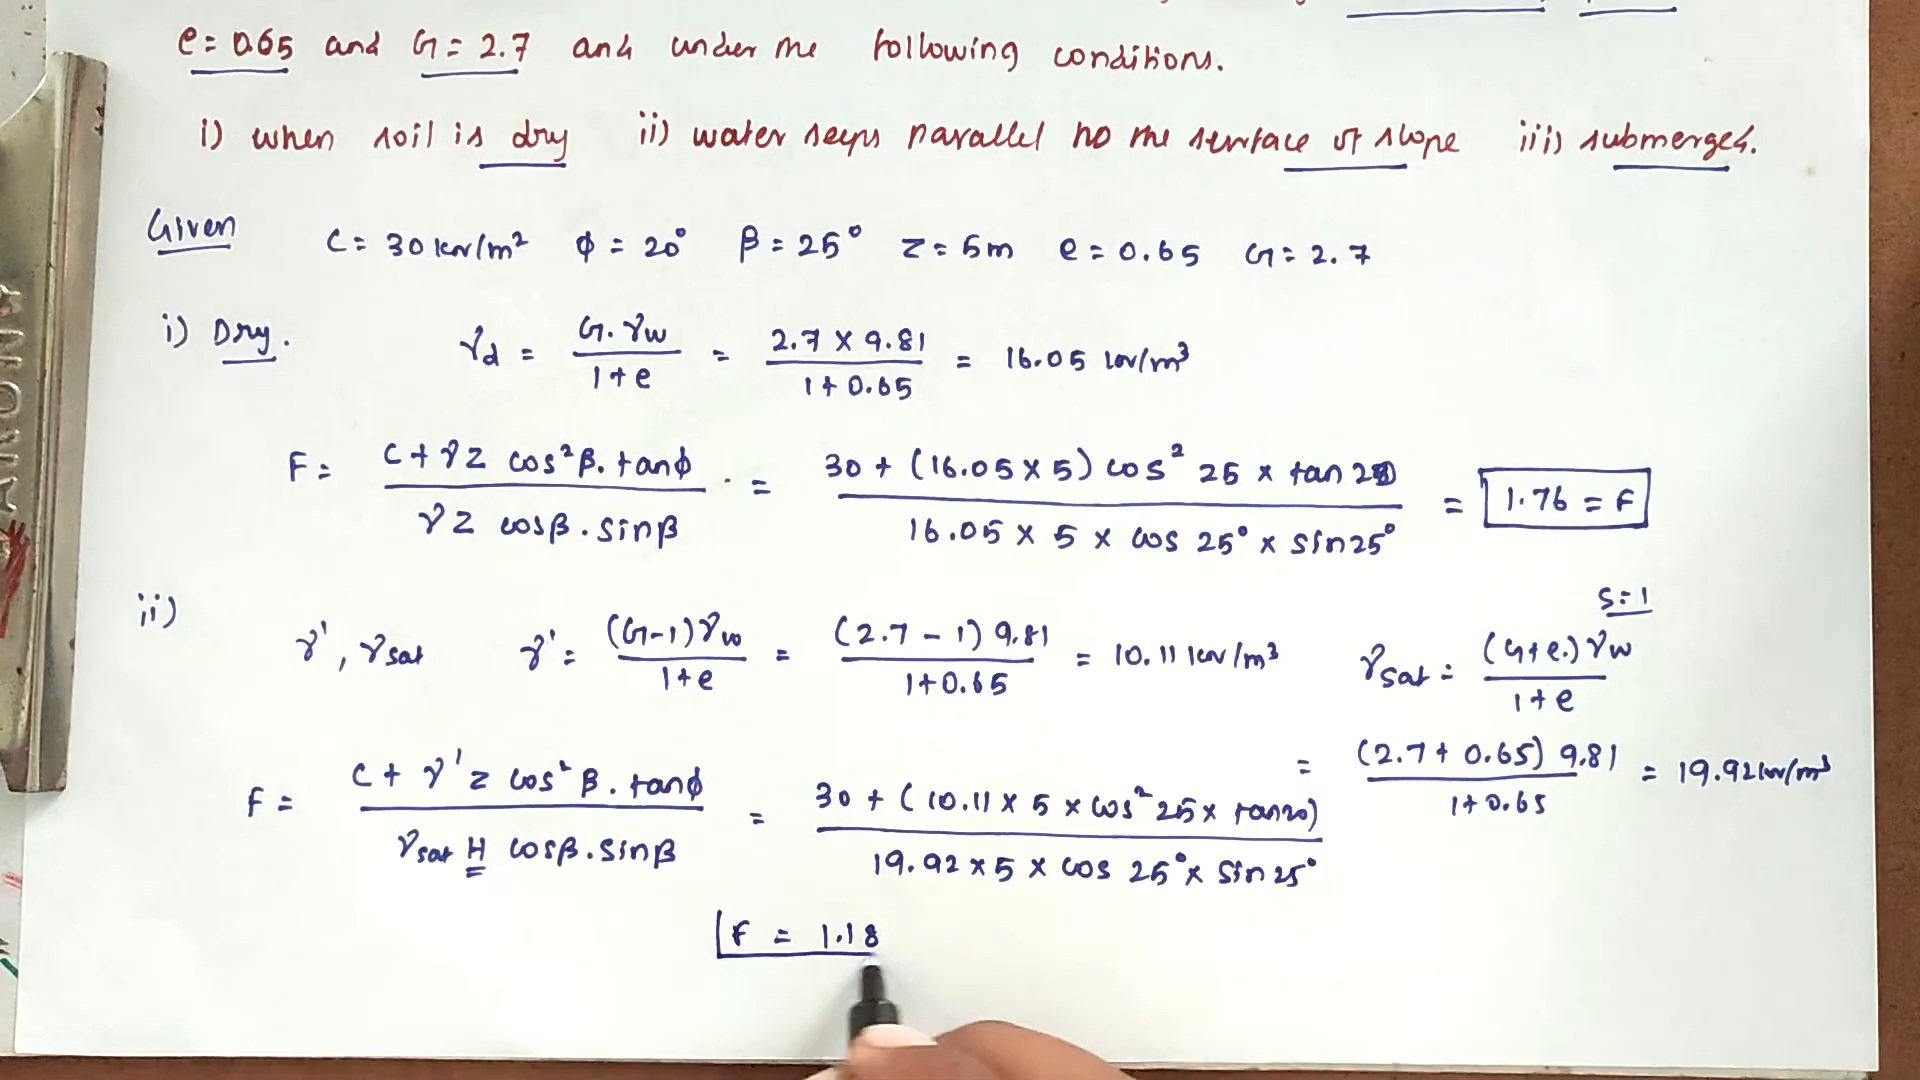 e = 0.65 and G = 2.7 and under the following conditions.
i) when soil is dry ii) water seeps parallel to the surface of slope iii) submerged.
Given C = 30 kN/m² ϕ = 20° β = 25° z = 5m e = 0.65 G = 2.7
i) Dry. γd = G.γw / 1+e = 2.7 × 9.81 / 1+0.65 = 16.05 kN/m³
F = C+γz cos²β.tanϕ / γz cosβ.sinβ = 30 + (16.05×5) cos² 25 × tan 20 / 16.05 × 5 × cos 25° × sin25° = 1.76 = F
ii) γ', γsat γ' = (G-1)γw / 1+e = (2.7 - 1) 9.81 / 1+0.65 = 10.11 kN/m³ S=1 γsat = (G+e.)γw / 1+e
= (2.7+0.65) 9.81 / 1+0.65 = 19.92 kN/m³
F = C+γ'z cos²β.tanϕ / γsat H cosβ.sinβ = 30 + (10.11 × 5 × cos² 25 × tan20) / 19.92 × 5 × cos 25° × sin 25°
F = 1.18